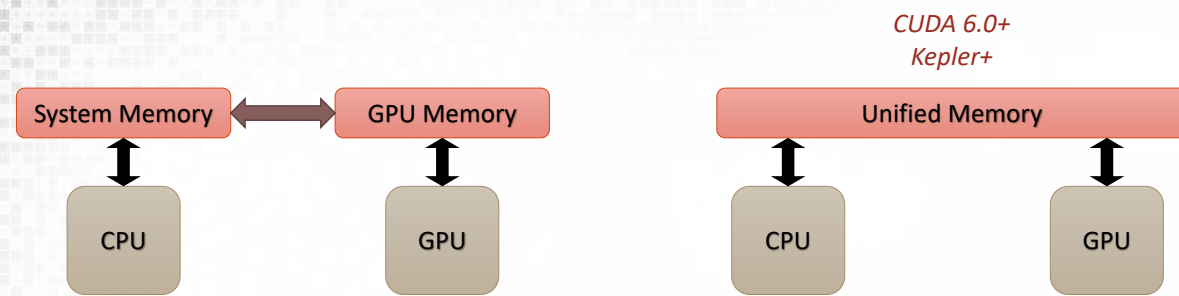 CUDA 6.0+
Kepler+
System Memory
GPU Memory
Unified Memory
CPU
GPU
CPU
GPU